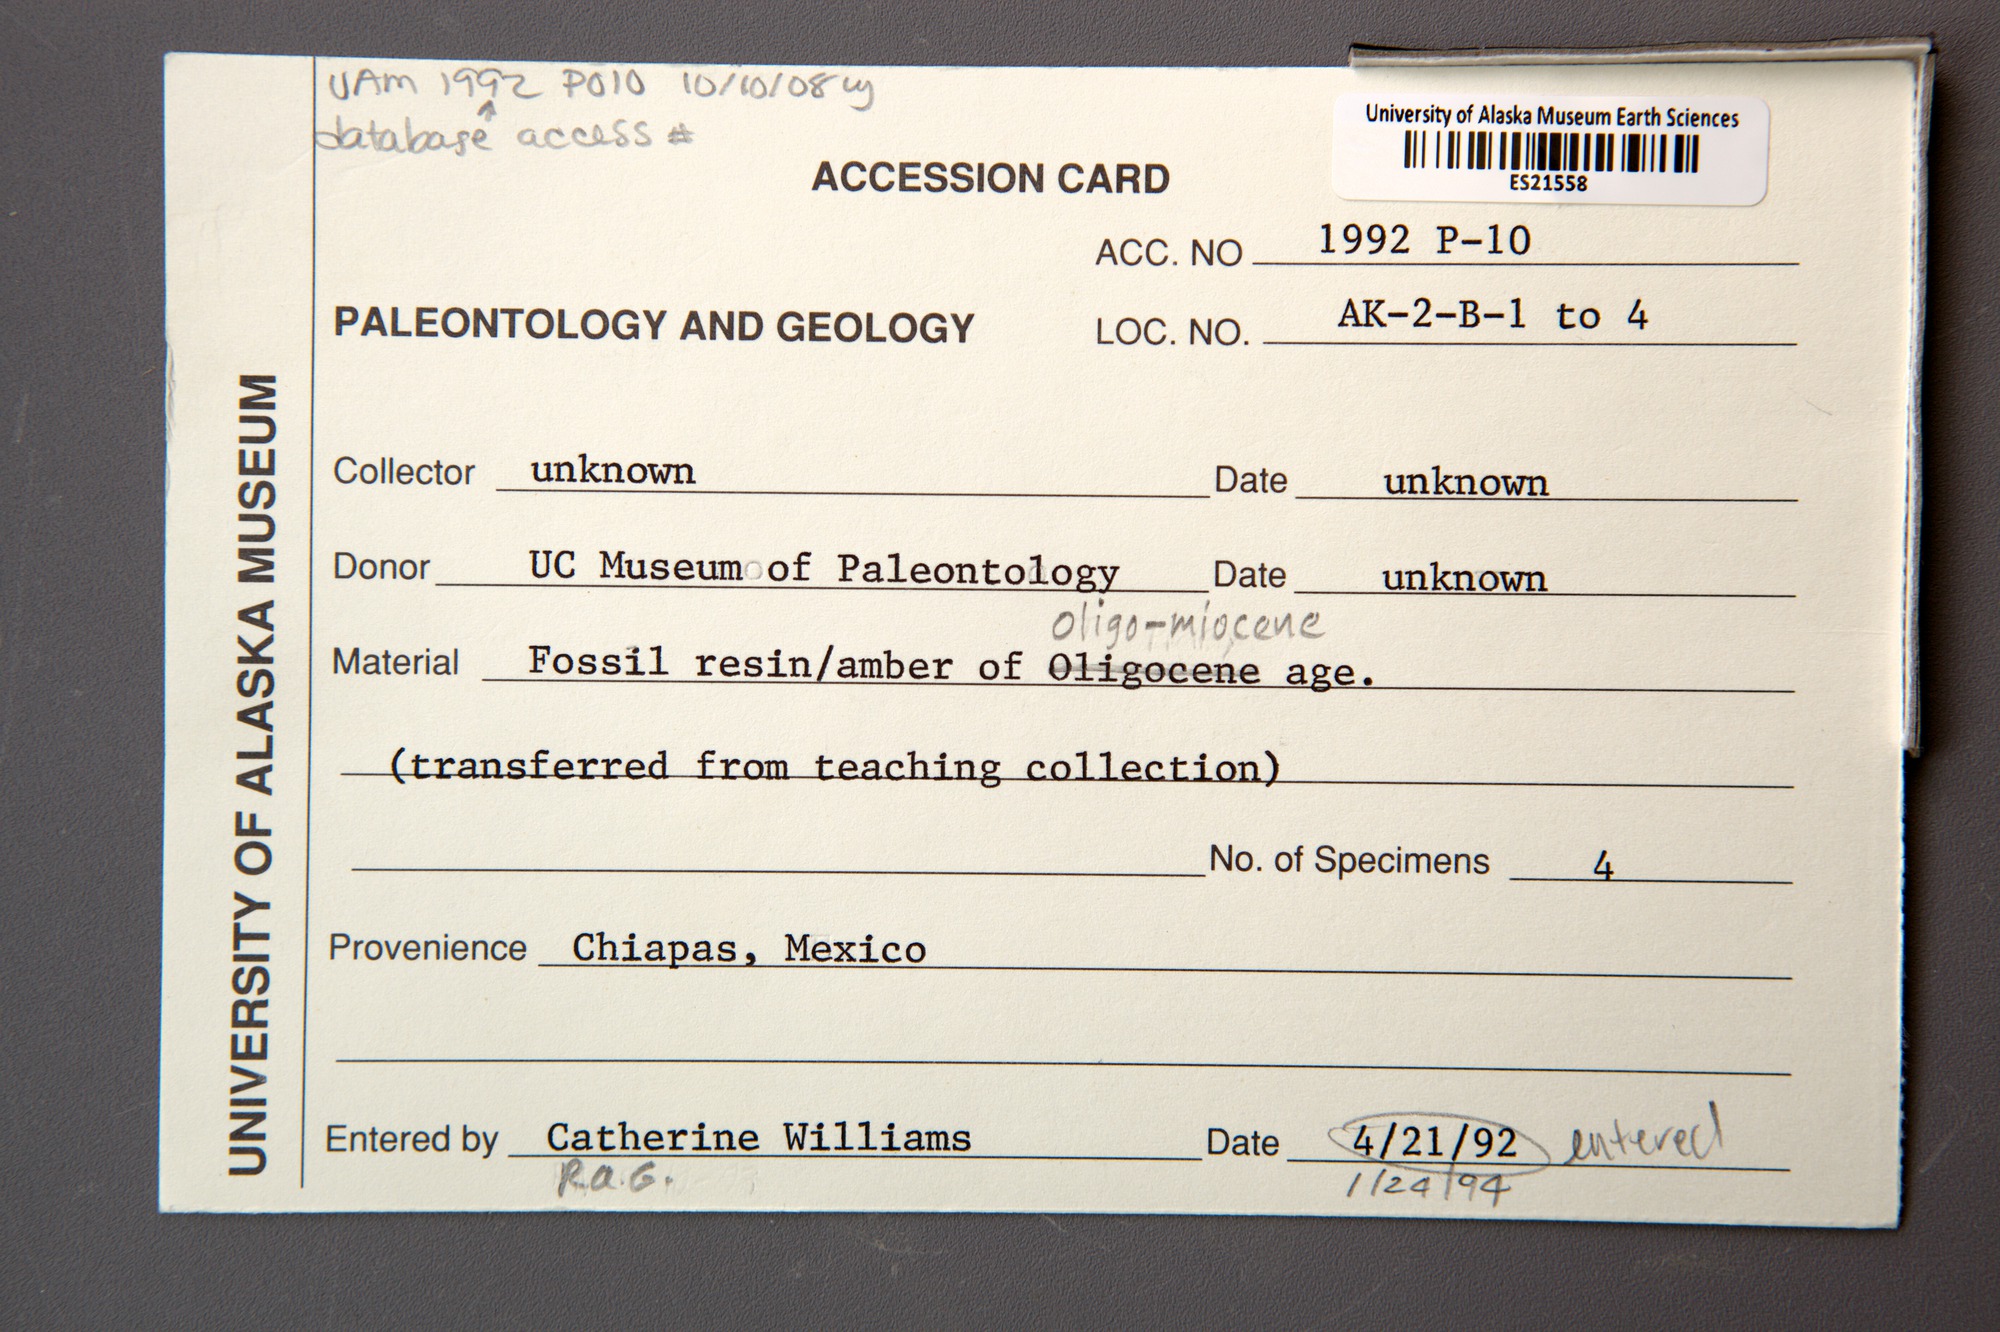 UAM 1992 P010 10/10/08
database access #
University of Alaska Museum Earth Sciences
ES21558
ACCESSION CARD
ACC. NO 1992 P-10
PALEONTOLOGY AND GEOLOGY
LOC. NO. AK-2-B-1 to 4
UNIVERSITY OF ALASKA MUSEUM
Collector unknown Date unknown
Donor UC Museum of Paleontology Date unknown
Oligo-miocene
Material Fossil resin/amber of Oligocene age.
(transferred from teaching collection)
No. of Specimens 4
Provenience Chiapas, Mexico
Entered by Catherine Williams Date 4/21/92 entered
R.a.G. 1/24/94